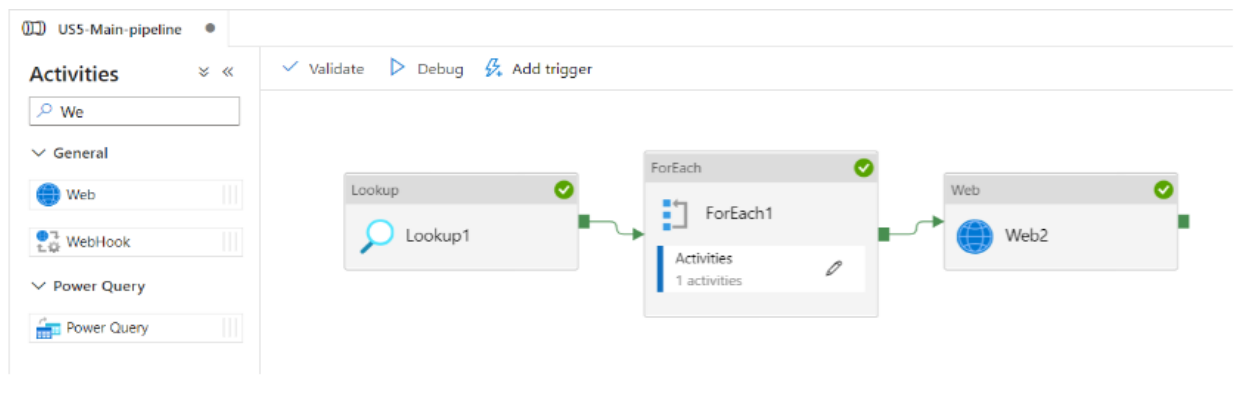 US5-Main-pipeline
Activities
Validate
Debug
Add trigger
We
General
Web
WebHook
Power Query
Power Query
Lookup
Lookup1
ForEach
ForEach1
Activities
1 activities
Web
Web2